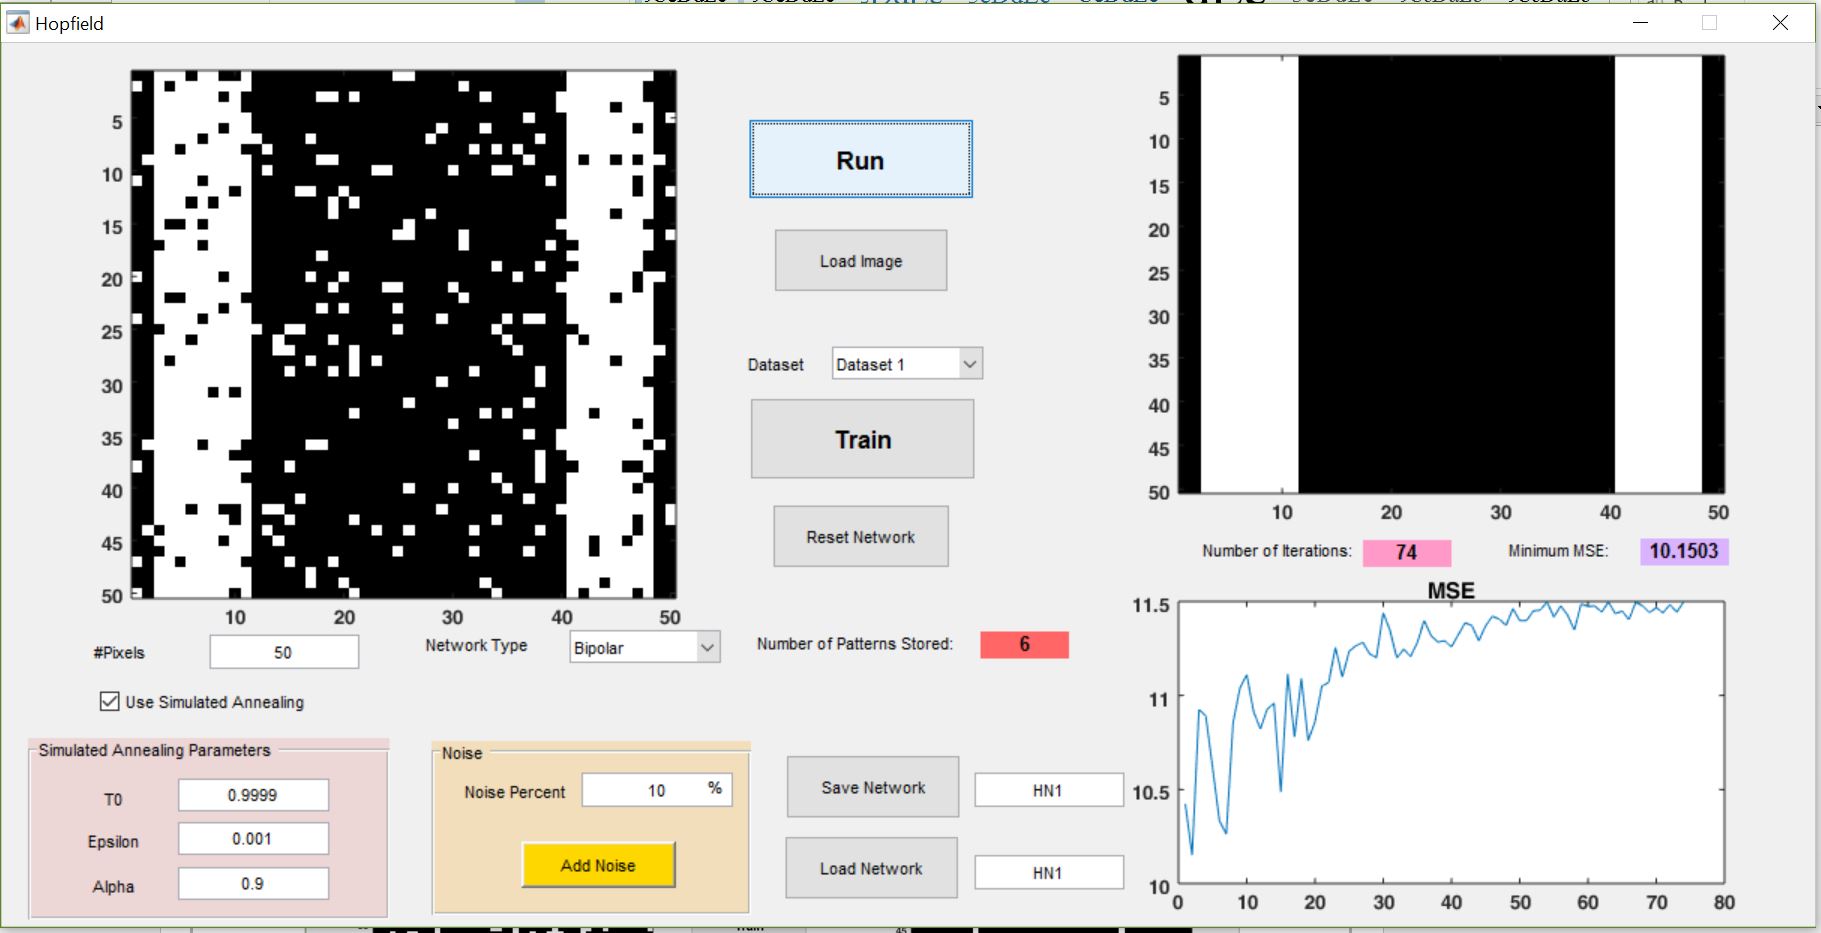 Hopfield
5
10
15
20
25
30
35
40
45
50
10 20 30 40 50
#Pixels 50
Network Type Bipolar
Use Simulated Annealing
Simulated Annealing Parameters
T0 0.9999
Epsilon 0.001
Alpha 0.9
Noise
Noise Percent 10 %
Add Noise
Run
Load Image
Dataset Dataset 1
Train
Reset Network
Number of Patterns Stored: 6
Save Network HN1
Load Network HN1
5
10
15
20
25
30
35
40
45
50
10 20 30 40 50
Number of Iterations: 74 Minimum MSE: 10.1503
MSE
11.5
11
10.5
10
0 10 20 30 40 50 60 70 80